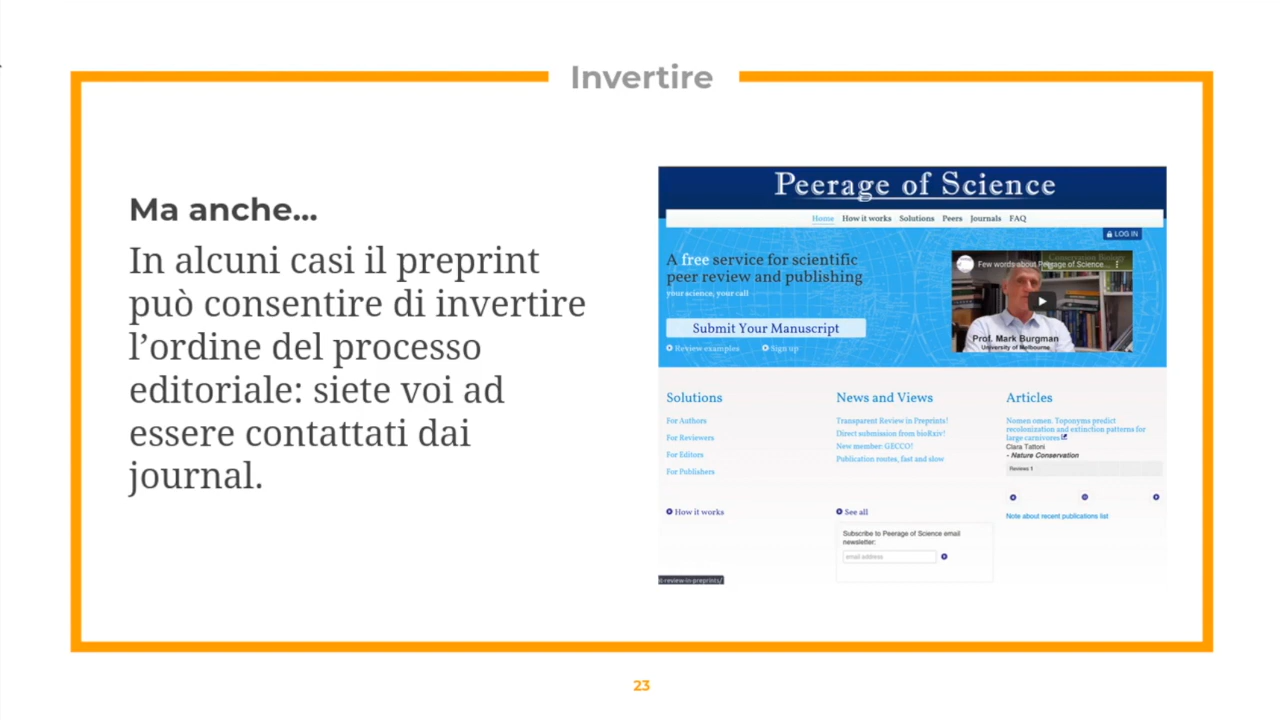 Invertire
Ma anche...
In alcuni casi il preprint
può consentire di invertire
l’ordine del processo
editoriale: siete voi ad
essere contattati dai
journal.
Peerage of Science
Home How it works Solutions Peers Journals FAQ
LOG IN
A free service for scientific
peer review and publishing
your science, your call
Submit Your Manuscript
Review examples Sign up
Few words about Peerage of Science...
Prof. Mark Burgman
University of Melbourne
Solutions
For Authors
For Reviewers
For Editors
For Publishers
How it works
News and Views
Transparent Review in Preprints!
Direct submission from bioRxiv!
New member: GECCO!
Publication routes, fast and slow
See all
Subscribe to Peerage of Science email
newsletter:
email address
Articles
Nomen omen. Toponyms predict
recolonization and extinction patterns for
large carnivores
Clara Tattoni
- Nature Conservation
Reviews 1
Note about recent publications list
t-review-in-preprints/
23